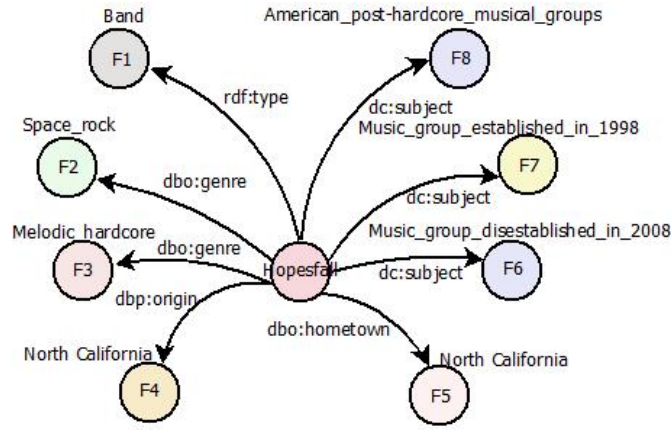 Band
F1
American_post-hardcore_musical_groups
F8
rdf:type
dc:subject
Space_rock
F2
Music_group_established_in_1998
F7
dbo:genre
dc:subject
Melodic_hardcore
F3
dbo:genre
Hopesfall
Music_group_disestablished_in_2008
F6
dc:subject
dbp:origin
dbo:hometown
North California
F4
North California
F5